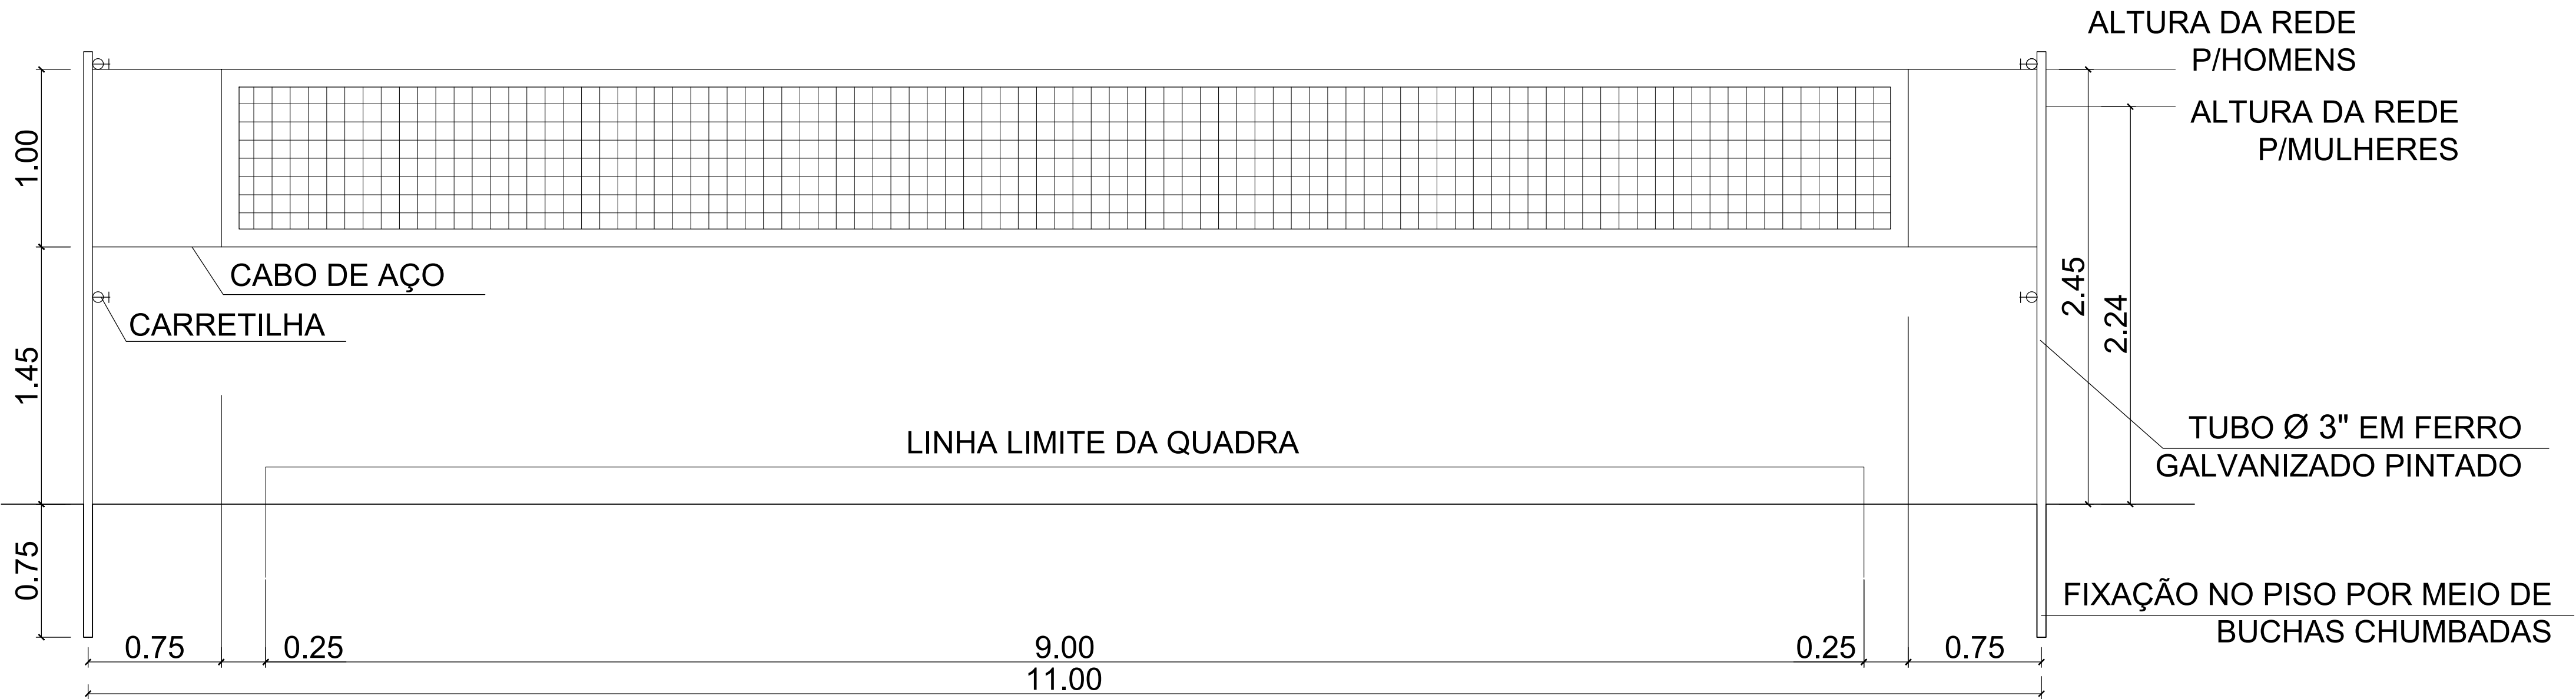 ALTURA DA REDE
P/HOMENS
ALTURA DA REDE
P/MULHERES
1.00
CABO DE AÇO
CARRETILHA
1.45
2.45
2.24
LINHA LIMITE DA QUADRA
TUBO Ø 3" EM FERRO
GALVANIZADO PINTADO
0.75
FIXAÇÃO NO PISO POR MEIO DE
BUCHAS CHUMBADAS
0.75 0.25 9.00 0.25 0.75
11.00